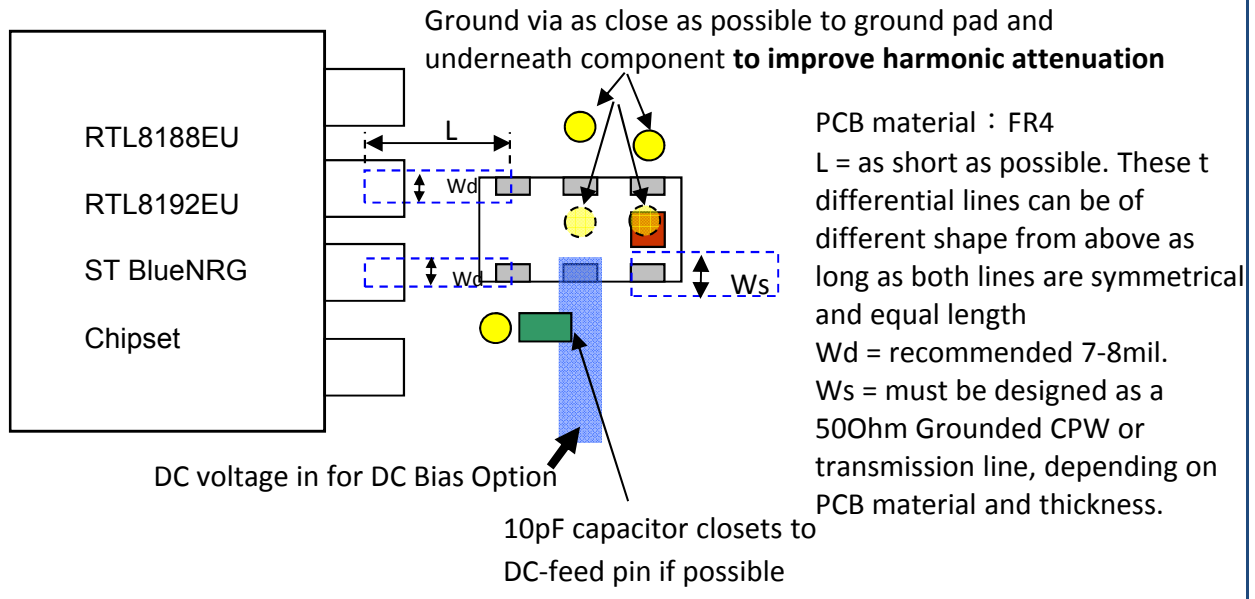 Ground via as close as possible to ground pad and
underneath component to improve harmonic attenuation
RTL8188EU
RTL8192EU
ST BlueNRG
Chipset
L
Wd
Wd
Ws
PCB material：FR4
L = as short as possible. These t
differential lines can be of
different shape from above as
long as both lines are symmetrical
and equal length
Wd = recommended 7-8mil.
Ws = must be designed as a
50Ohm Grounded CPW or
transmission line, depending on
PCB material and thickness.
DC voltage in for DC Bias Option
10pF capacitor closets to
DC-feed pin if possible